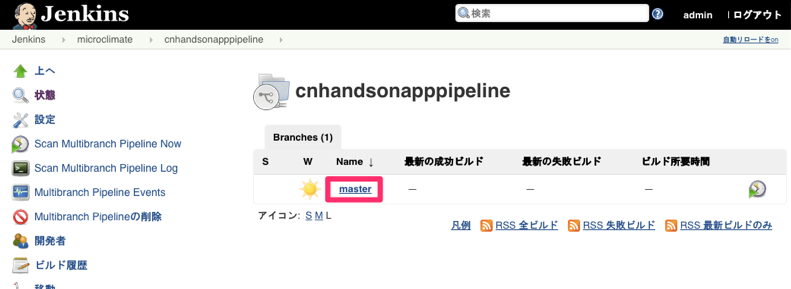 Jenkins
検索
admin
ログアウト
Jenkins
microclimate
cnhandsonapppipeline
自動リロードをon
上へ
状態
設定
Scan Multibranch Pipeline Now
Scan Multibranch Pipeline Log
Multibranch Pipeline Events
Multibranch Pipelineの削除
開発者
ビルド履歴
移動
cnhandsonapppipeline
Branches (1)
S W Name ↓ 最新の成功ビルド 最新の失敗ビルド ビルド所要時間
master — — —
アイコン: S M L
凡例 RSS 全ビルド RSS 失敗ビルド RSS 最新ビルドのみ